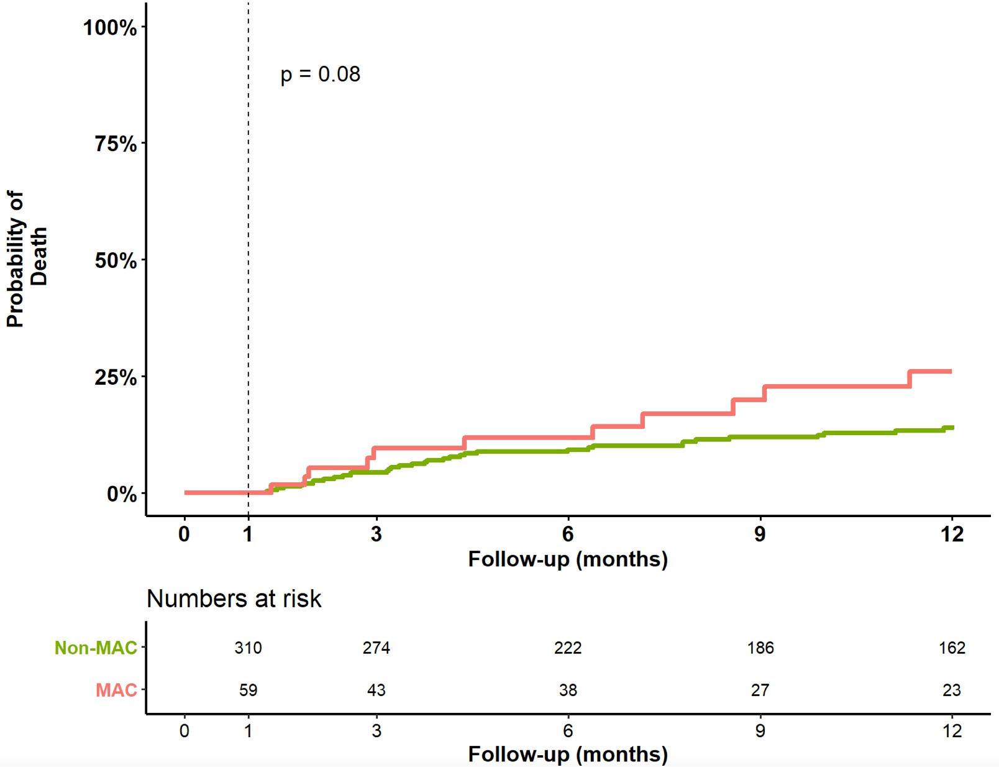 100%
p = 0.08
75%
Probability of
Death
50%
25%
0%
0 1 3 6 9 12
Follow-up (months)
Numbers at risk
Non-MAC 310 274 222 186 162
MAC 59 43 38 27 23
0 1 3 6 9 12
Follow-up (months)